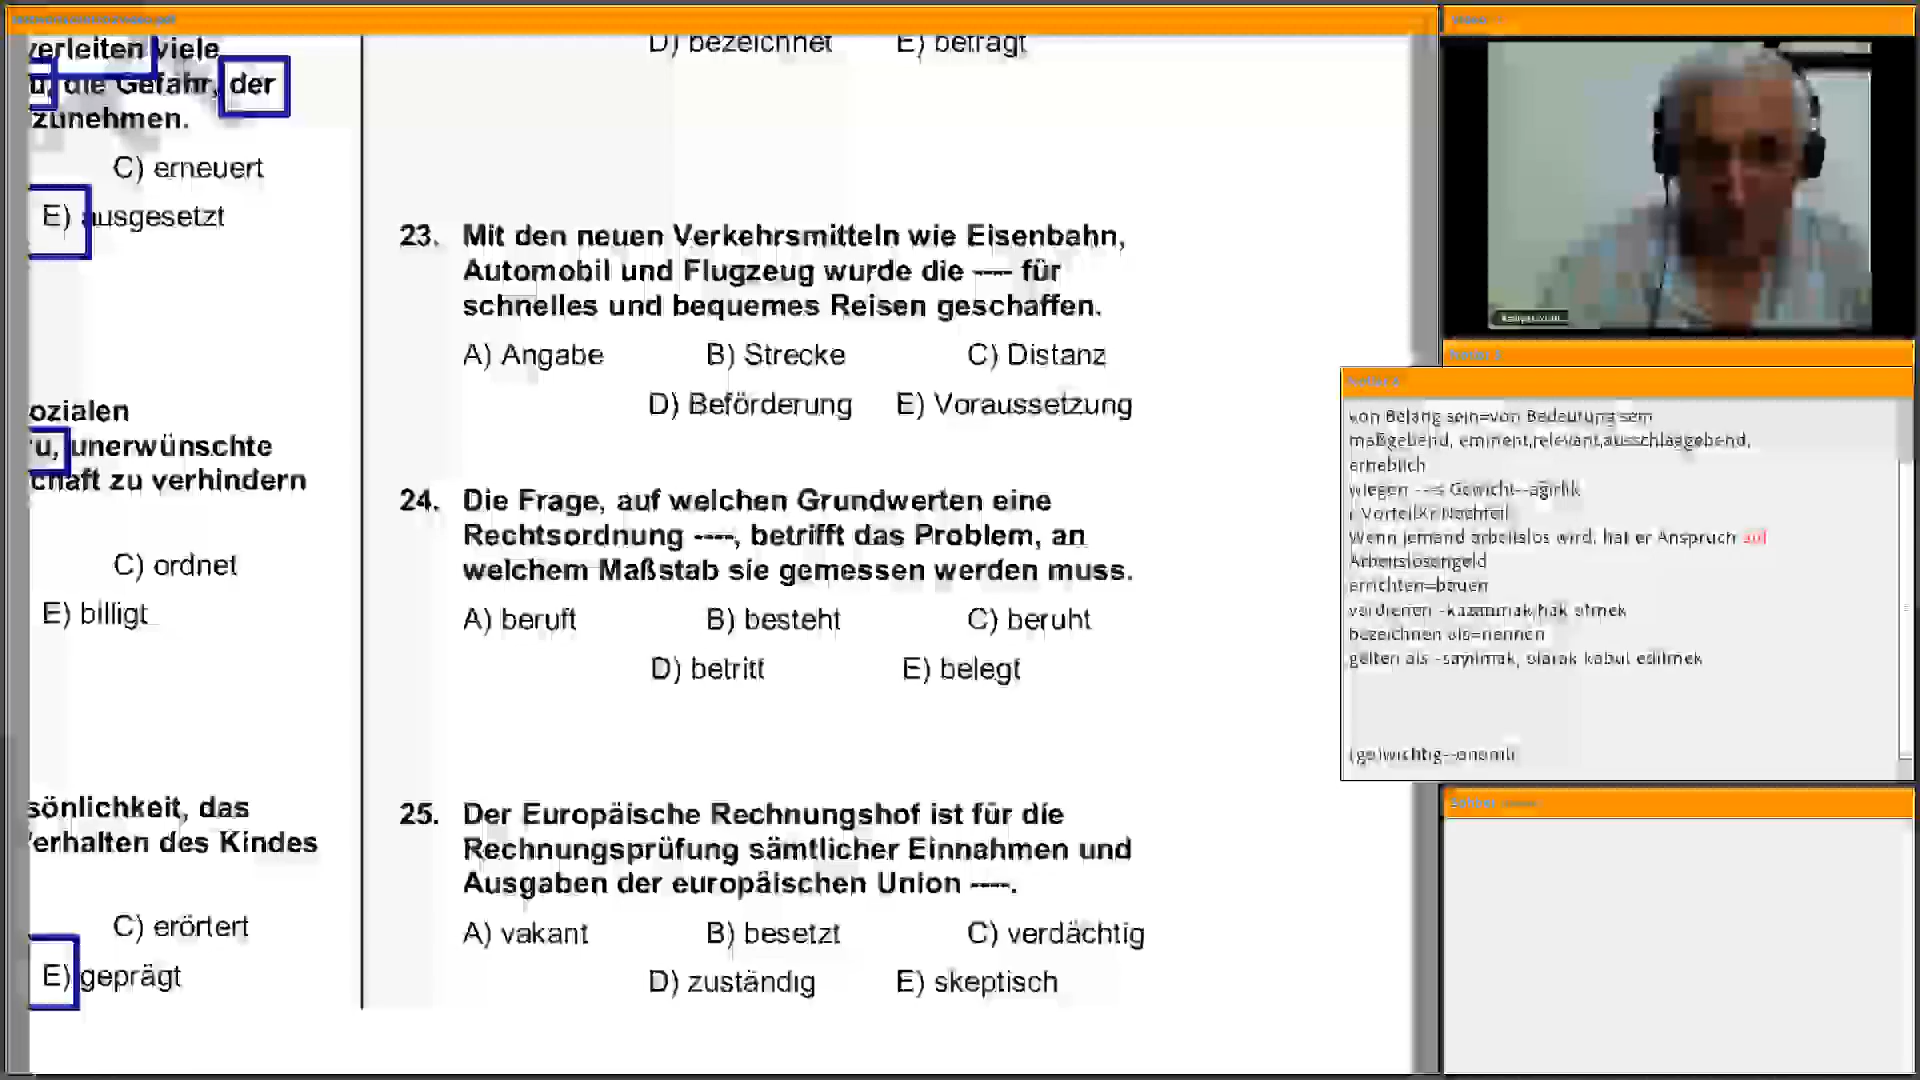 verleiten viele
u, die Gefahr, der
zunehmen.
C) erneuert
E) ausgesetzt
ozialen
u, unerwünschte
chaft zu verhindern
C) ordnet
E) billigt
sönlichkeit, das
erhalten des Kindes
C) erörtert
E) geprägt
D) bezeichnet E) beträgt
23. Mit den neuen Verkehrsmitteln wie Eisenbahn,
Automobil und Flugzeug wurde die ---- für
schnelles und bequemes Reisen geschaffen.
A) Angabe B) Strecke C) Distanz
D) Beförderung E) Voraussetzung
24. Die Frage, auf welchen Grundwerten eine
Rechtsordnung ----, betrifft das Problem, an
welchem Maßstab sie gemessen werden muss.
A) beruft B) besteht C) beruht
D) betritt E) belegt
25. Der Europäische Rechnungshof ist für die
Rechnungsprüfung sämtlicher Einnahmen und
Ausgaben der europäischen Union ----.
A) vakant B) besetzt C) verdächtig
D) zuständig E) skeptisch
von Belang sein=von Bedeutung sein
maßgebend, eminent,relevant,ausschlaggebend,
erheblich
wiegen Gewicht--ağırlık
r Vorteil Nachteil
Wenn jemand arbeitslos wird, hat er Anspruch auf
Arbeitslosengeld
errichten=bauen
verdienen -kazanmak,hak etmek
bezeichnen als=nennen
gelten als -sayılmak, olarak kabul edilmek
(ge)wichtig--önemli